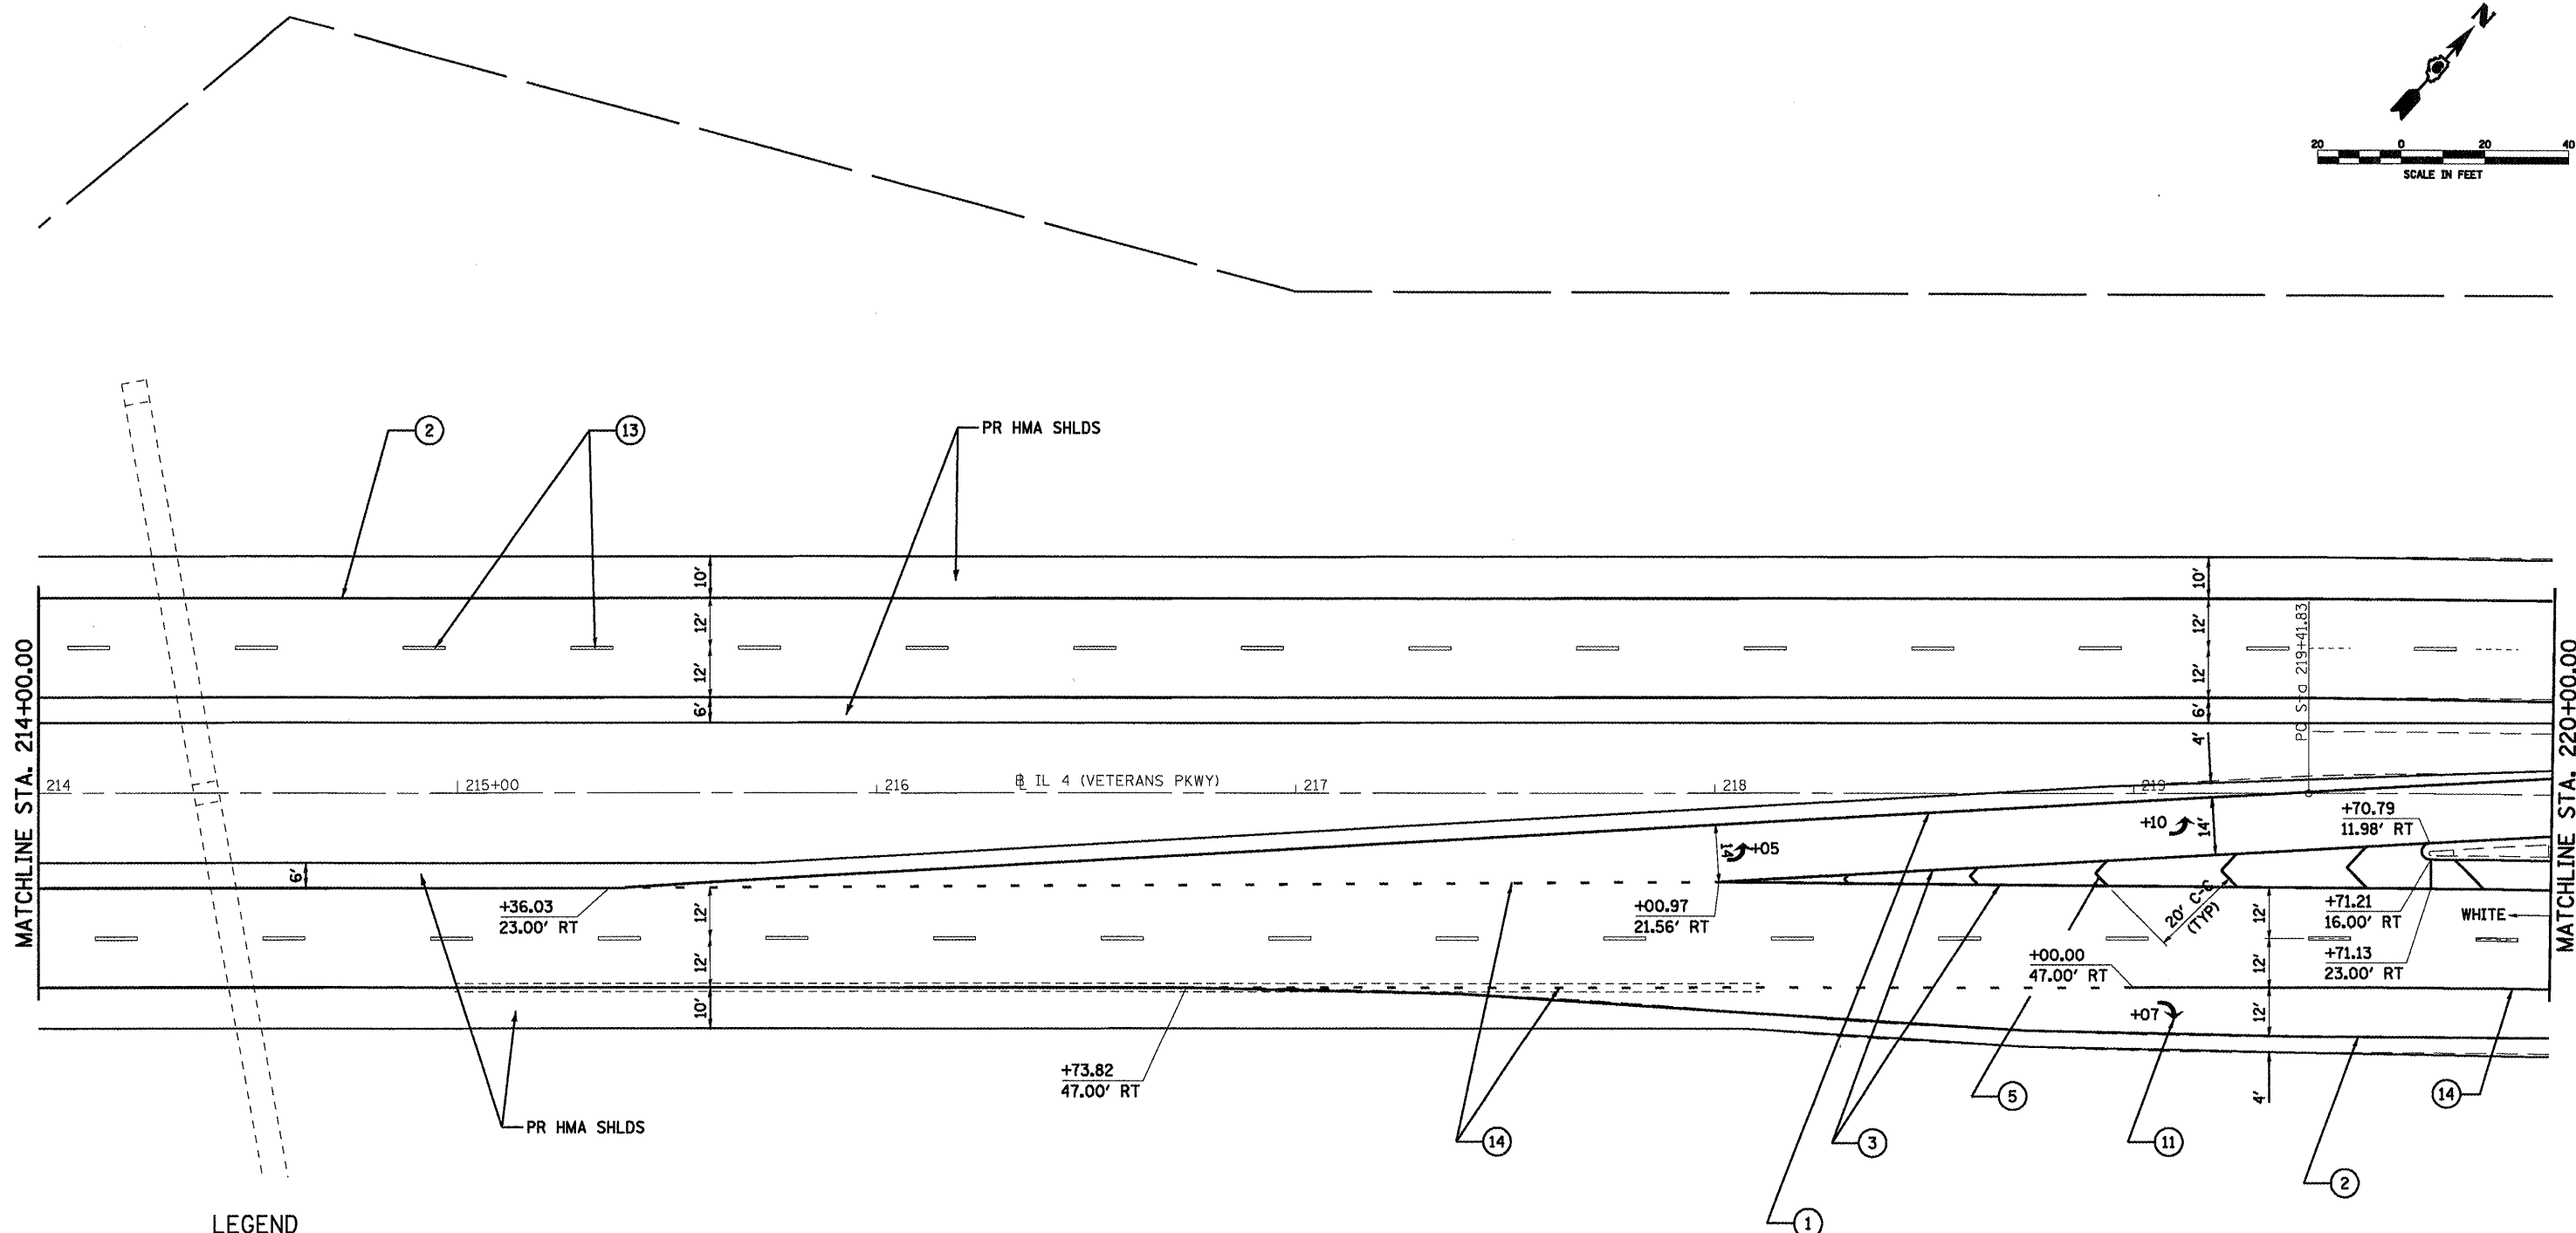 N
20 0 20 40
SCALE IN FEET
2
13
PR HMA SHLDS
10'
10'
12'
12'
12'
12'
6'
6'
4'
PC Sta 219+41.83
MATCHLINE STA. 214+00.00
MATCHLINE STA. 220+00.00
214
215+00
216
℄ IL 4 (VETERANS PKWY)
217
218
219
+70.79
11.98' RT
+10
14'
14'
+05
6'
+36.03
23.00' RT
12'
12'
+00.97
21.56' RT
20' C-C
(TYP)
12'
12'
+71.21
16.00' RT
WHITE
+00.00
47.00' RT
+71.13
23.00' RT
10'
+07
12'
+73.82
47.00' RT
4'
PR HMA SHLDS
14
3
5
11
14
2
1
LEGEND